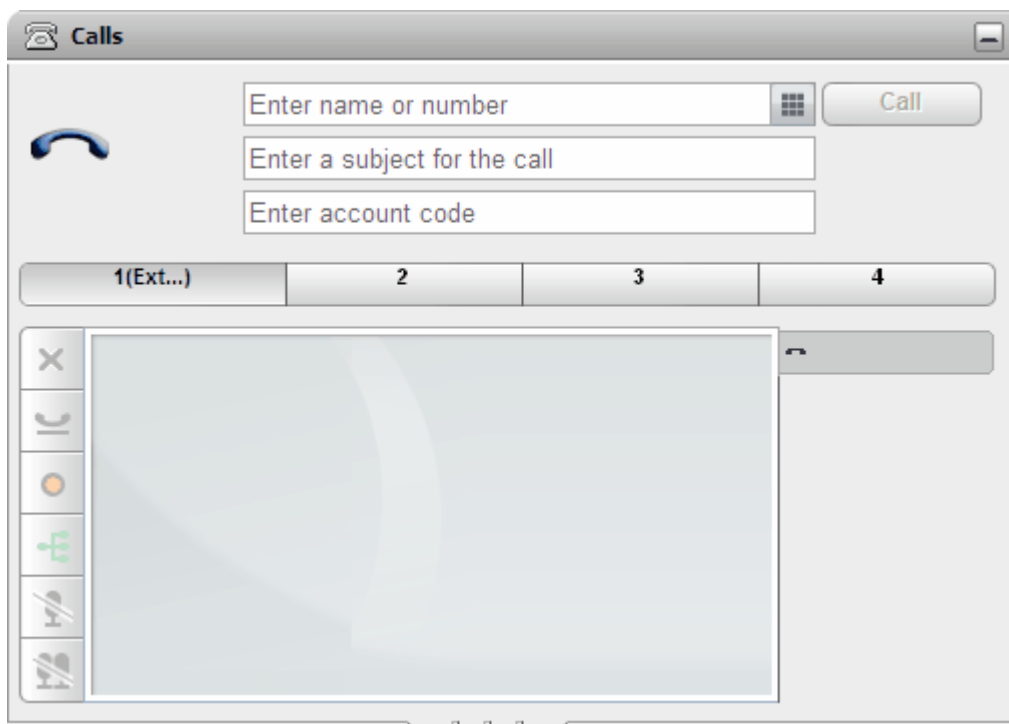 Calls
Enter name or number
Call
Enter a subject for the call
Enter account code
1(Ext...) 2 3 4